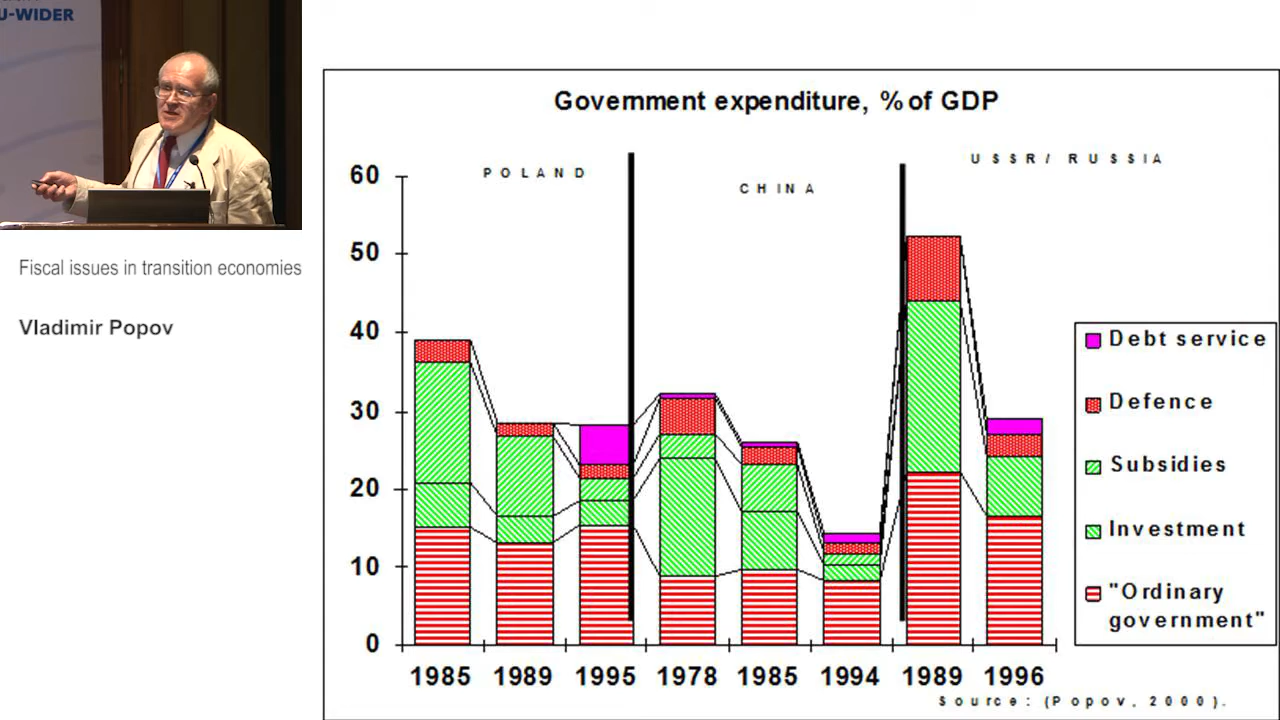 U-WIDER
Fiscal issues in transition economies
Vladimir Popov
Government expenditure, % of GDP
POLAND
CHINA
USSR/ RUSSIA
60
50
40
30
20
10
0
1985
1989
1995
1978
1985
1994
1989
1996
Debt service
Defence
Subsidies
Investment
"Ordinary
government"
Source: (Popov, 2000).